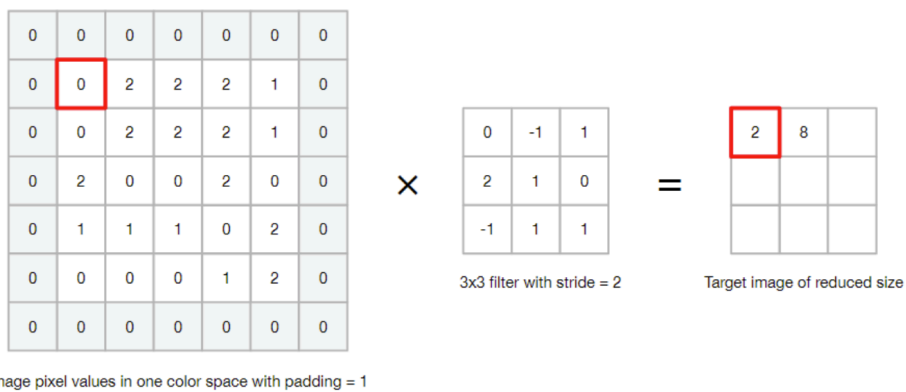 0 0 0 0 0 0 0
0 0 2 2 2 1 0
0 0 2 2 2 1 0
0 2 0 0 2 0 0
0 1 1 1 0 2 0
0 0 0 0 1 2 0
0 0 0 0 0 0 0
×
0 -1 1
2 1 0
-1 1 1
=
2 8
3x3 filter with stride = 2
Target image of reduced size
nage pixel values in one color space with padding = 1